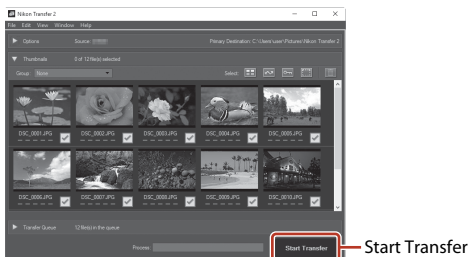 Nikon Transfer 2
File Edit View Window Help
Options Source: Primary Destination: C:\Users\user\Pictures\Nikon Transfer 2
Thumbnails 0 of 12 file(s) selected
Group: None Select:
DSC_0001.JPG DSC_0002.JPG DSC_0003.JPG DSC_0004.JPG DSC_0005.JPG
DSC_0006.JPG DSC_0007.JPG DSC_0008.JPG DSC_0009.JPG DSC_0010.JPG
Transfer Queue 12 file(s) in the queue
Process: Start Transfer
Start Transfer